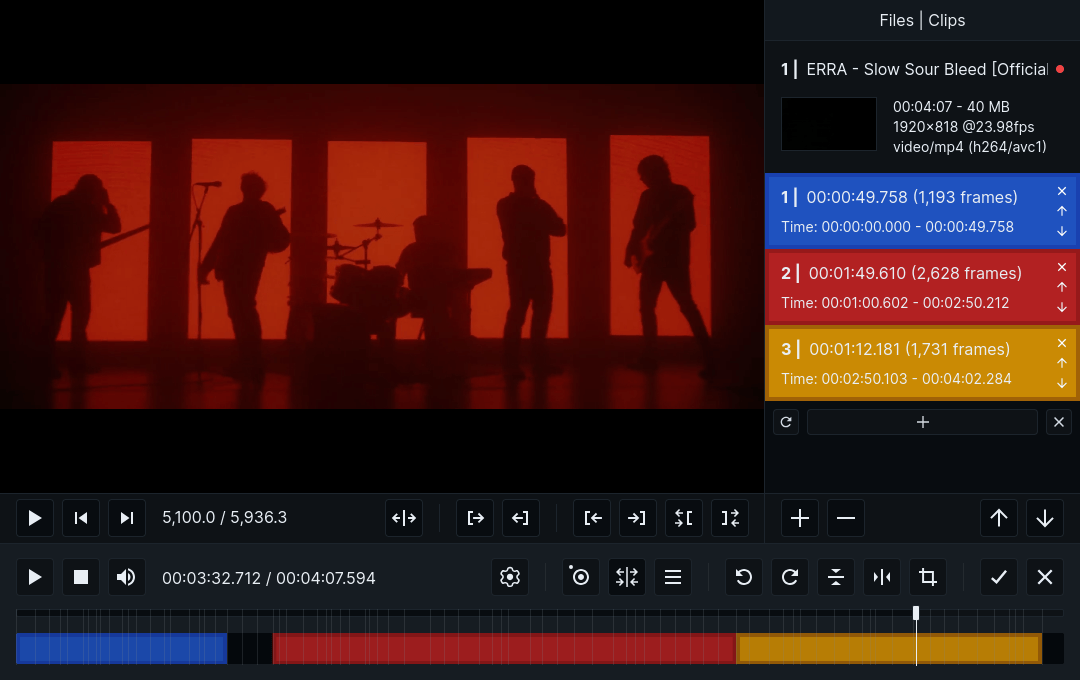 Files | Clips
1 | ERRA - Slow Sour Bleed [Official
00:04:07 - 40 MB
1920×818 @23.98fps
video/mp4 (h264/avc1)
1 | 00:00:49.758 (1,193 frames)
Time: 00:00:00.000 - 00:00:49.758
2 | 00:01:49.610 (2,628 frames)
Time: 00:01:00.602 - 00:02:50.212
3 | 00:01:12.181 (1,731 frames)
Time: 00:02:50.103 - 00:04:02.284
5,100.0 / 5,936.3
00:03:32.712 / 00:04:07.594